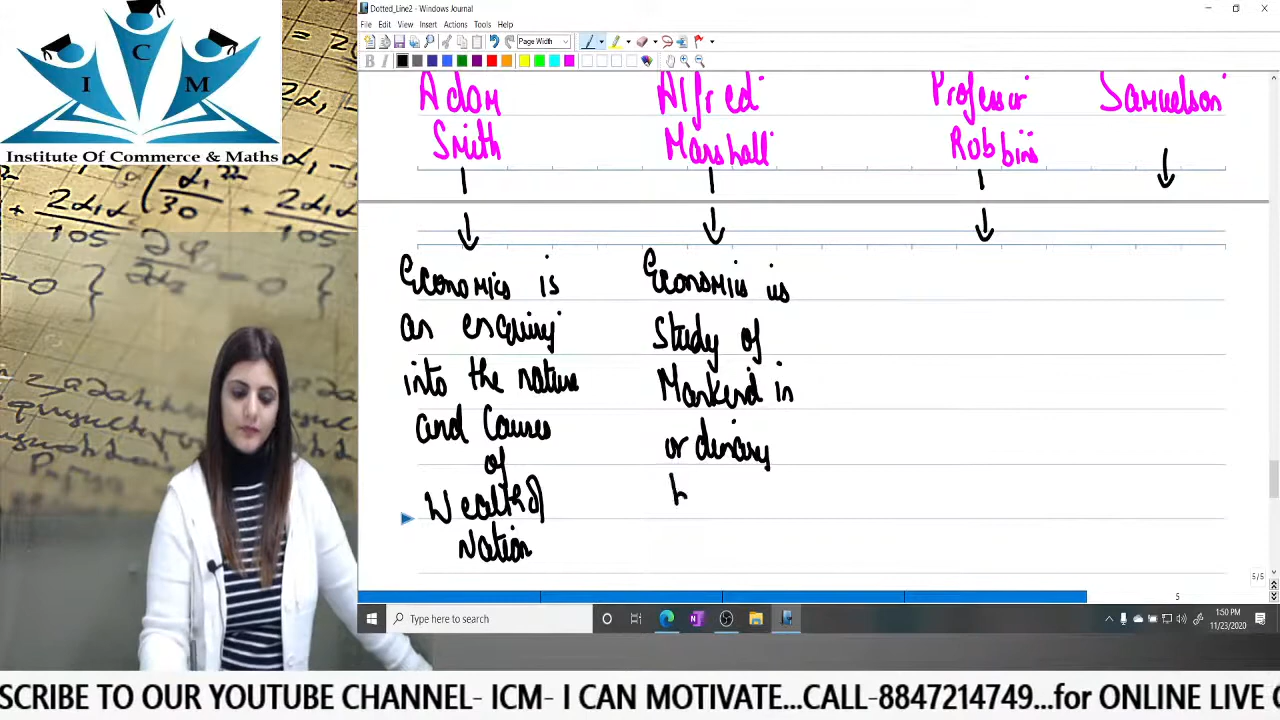 I C M
Institute Of Commerce & Maths
Dotted_Line2 - Windows Journal
File Edit View Insert Actions Tools Help
Page Width
B I
Adam
Smith
Alfred
Marshall
Professor
Robbins
Samuelson
Economics is
an enquiry
into the nature
and Causes
of
Wealth of
Nation
Economics is
Study of
Mankind in
ordinary
5/5
5
Type here to search
1:50 PM
11/23/2020
SCRIBE TO OUR YOUTUBE CHANNEL- ICM- I CAN MOTIVATE...CALL-8847214749...for ONLINE LIVE